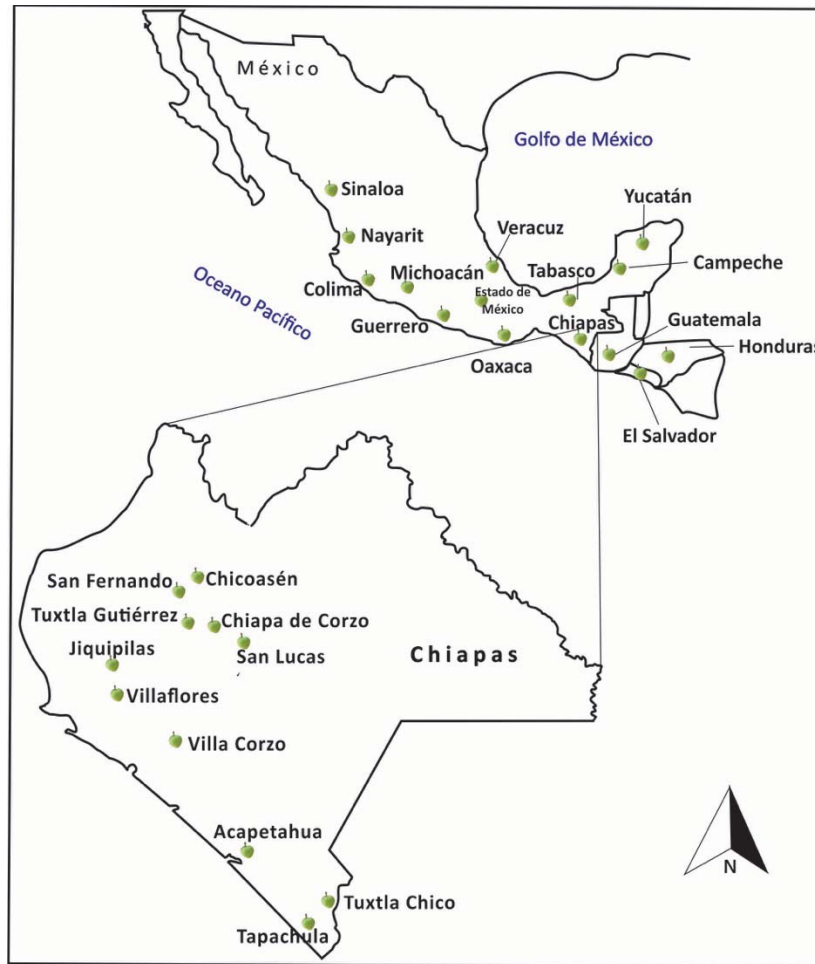 México
Golfo de México
Sinaloa
Yucatán
Nayarit
Veracuz
Michoacán
Tabasco
Campeche
Colima
Estado de
México
Oceano Pacífico
Guerrero
Chiapas
Guatemala
Honduras
Oaxaca
El Salvador
San Fernando
Chicoasén
Tuxtla Gutiérrez
Chiapa de Corzo
Jiquipilas
San Lucas
Chiapas
Villaflores
Villa Corzo
Acapetahua
N
Tuxtla Chico
Tapachula